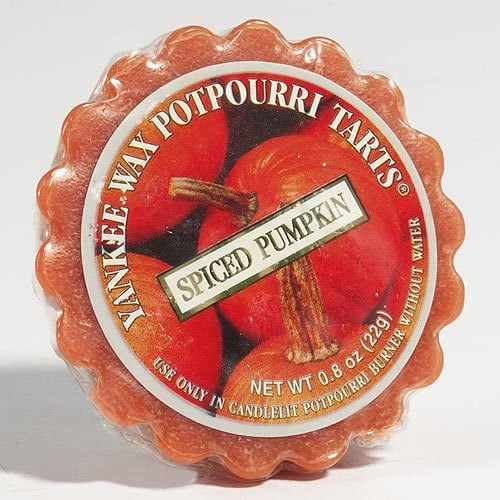 YANKEE WAX POTPOURRI TARTS®
SPICED PUMPKIN
NET WT 0.8 oz (22g)
USE ONLY IN CANDLELIT POTPOURRI BURNER WITHOUT WATER